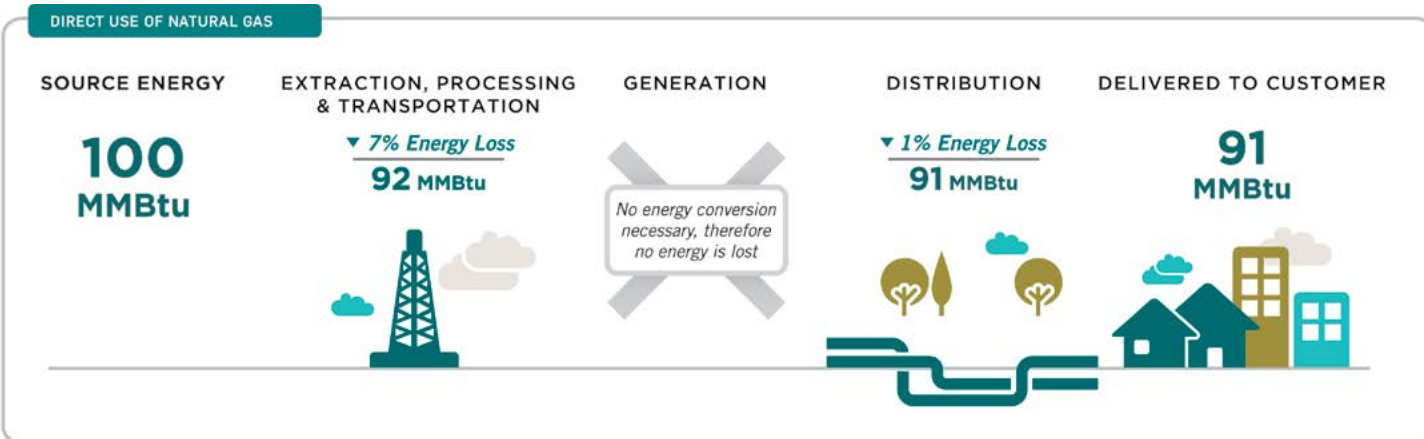 DIRECT USE OF NATURAL GAS
SOURCE ENERGY
100
MMBtu
EXTRACTION, PROCESSING
& TRANSPORTATION
▼ 7% Energy Loss
92 MMBtu
GENERATION
No energy conversion
necessary, therefore
no energy is lost
DISTRIBUTION
▼ 1% Energy Loss
91 MMBtu
DELIVERED TO CUSTOMER
91
MMBtu